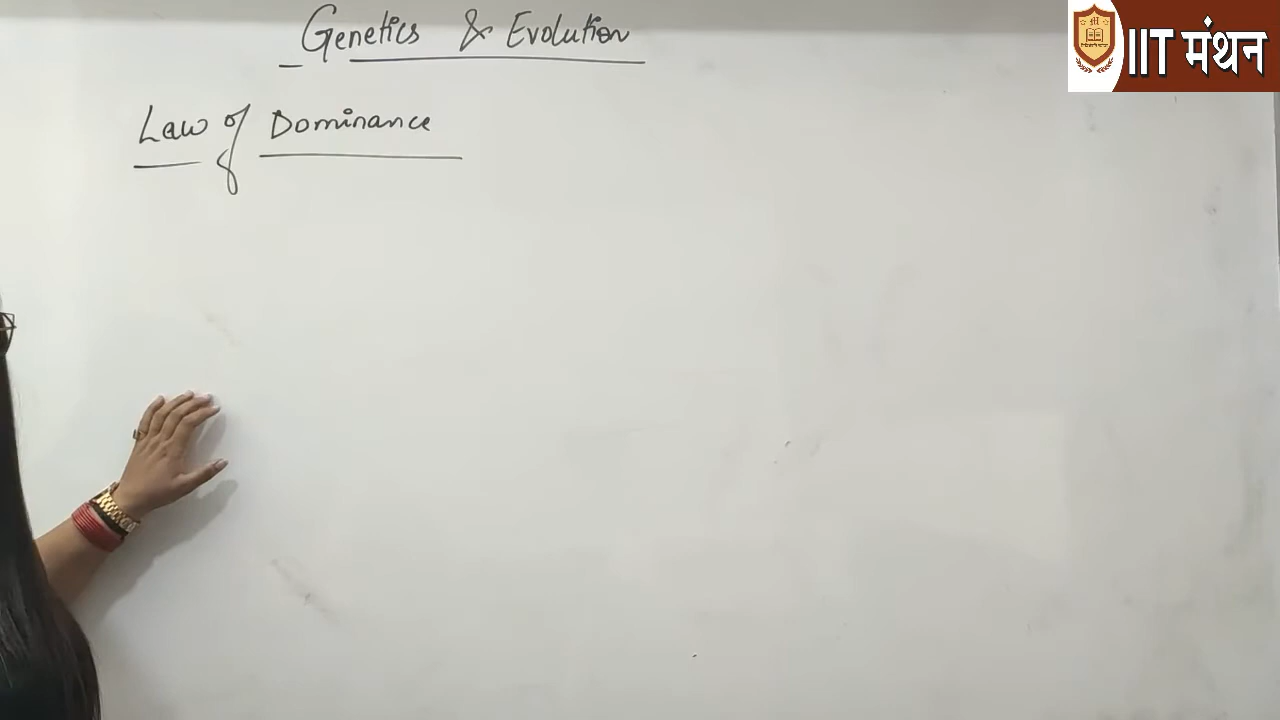 Genetics & Evolution
IIT मंथन
Law of Dominance